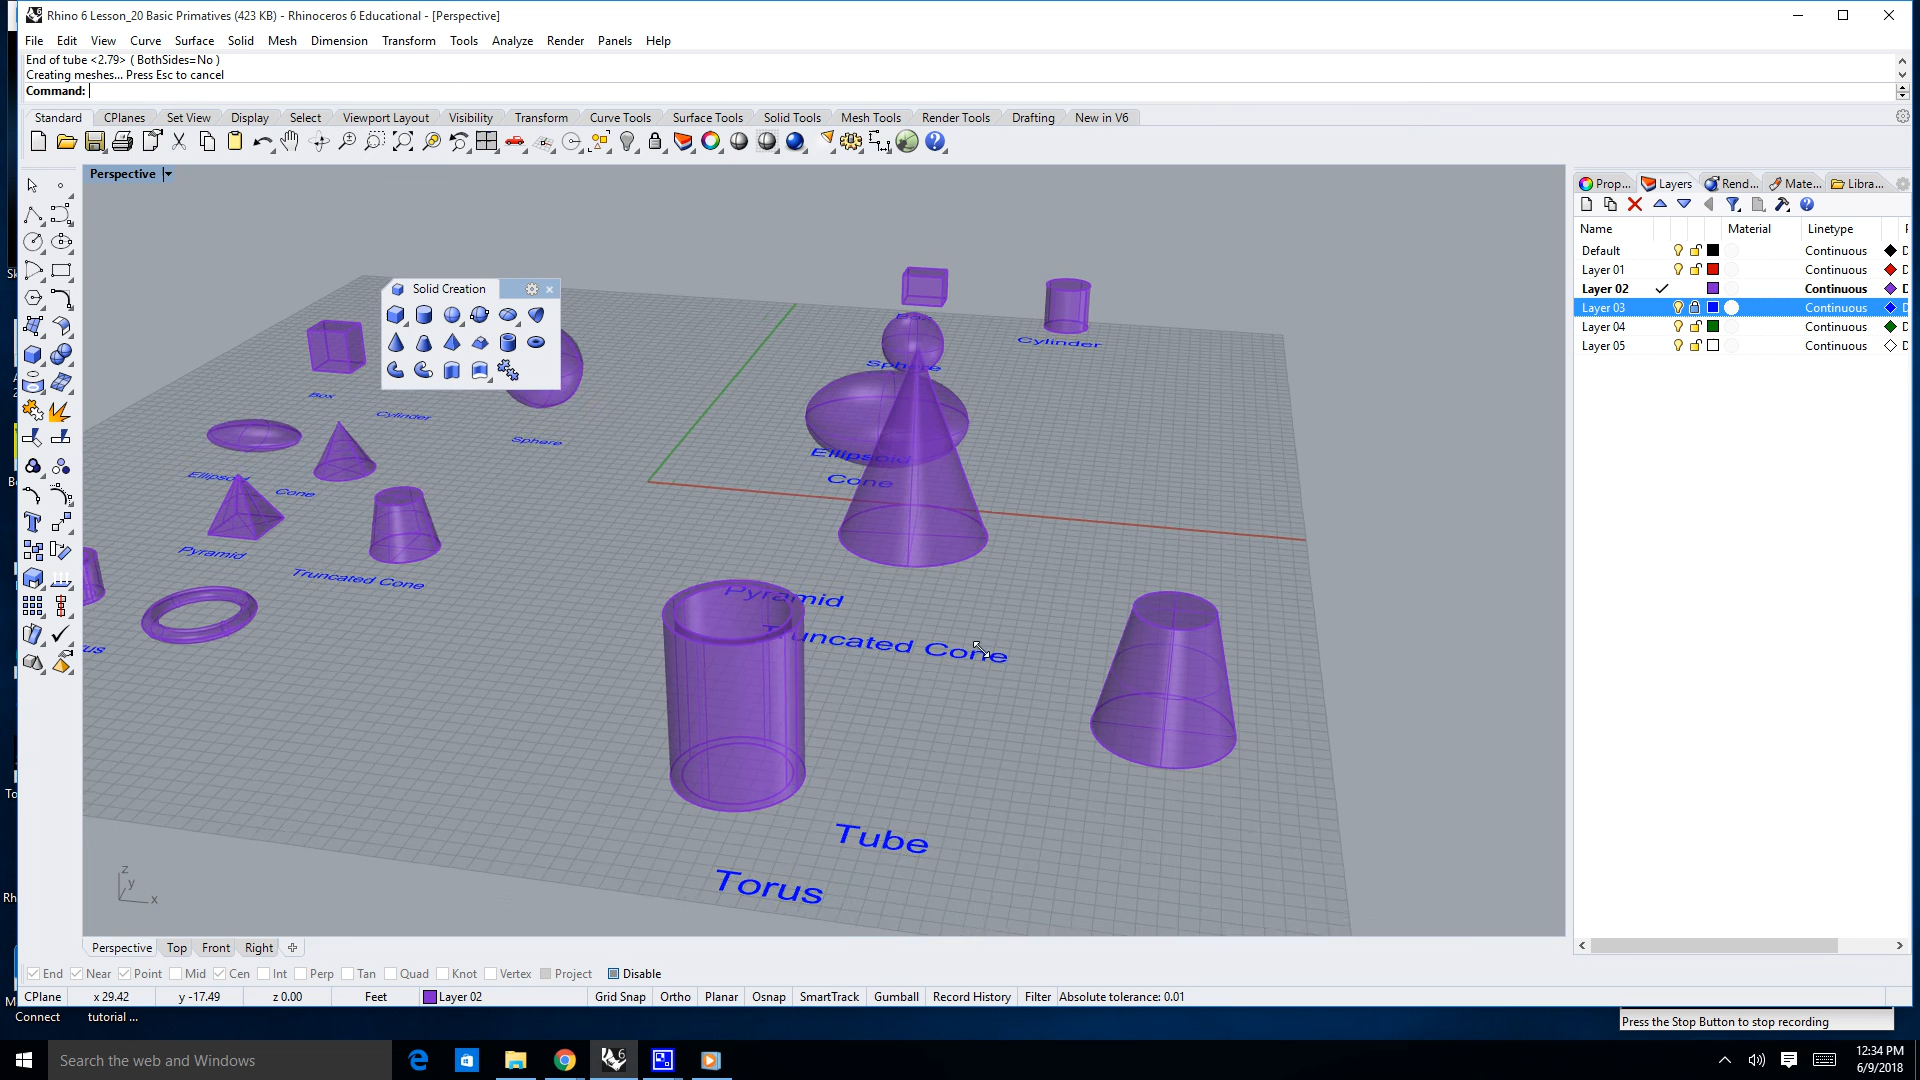 Rhino 6 Lesson_20 Basic Primatives (423 KB) - Rhinoceros 6 Educational - [Perspective]
File Edit View Curve Surface Solid Mesh Dimension Transform Tools Analyze Render Panels Help
End of tube <2.79> ( BothSides=No )
Creating meshes... Press Esc to cancel
Command:
Standard CPlanes Set View Display Select Viewport Layout Visibility Transform Curve Tools Surface Tools Solid Tools Mesh Tools Render Tools Drafting New in V6
Perspective
Prop... Layers Rend... Mate... Libra...
Name Material Linetype
Default Continuous
Layer 01 Continuous
Layer 02 Continuous
Layer 03 Continuous
Layer 04 Continuous
Layer 05 Continuous
Solid Creation
Box
Cylinder
Sphere
Box
Cylinder
Sphere
Ellipsoid
Cone
Ellipsoid
Cone
Pyramid
Truncated Cone
Pyramid
Truncated Cone
Tube
Torus
z
y
x
Perspective Top Front Right
End Near Point Mid Cen Int Perp Tan Quad Knot Vertex Project Disable
CPlane x 29.42 y -17.49 z 0.00 Feet Layer 02 Grid Snap Ortho Planar Osnap SmartTrack Gumball Record History Filter Absolute tolerance: 0.01
Connect tutorial ...
Press the Stop Button to stop recording
Search the web and Windows
12:34 PM
6/9/2018